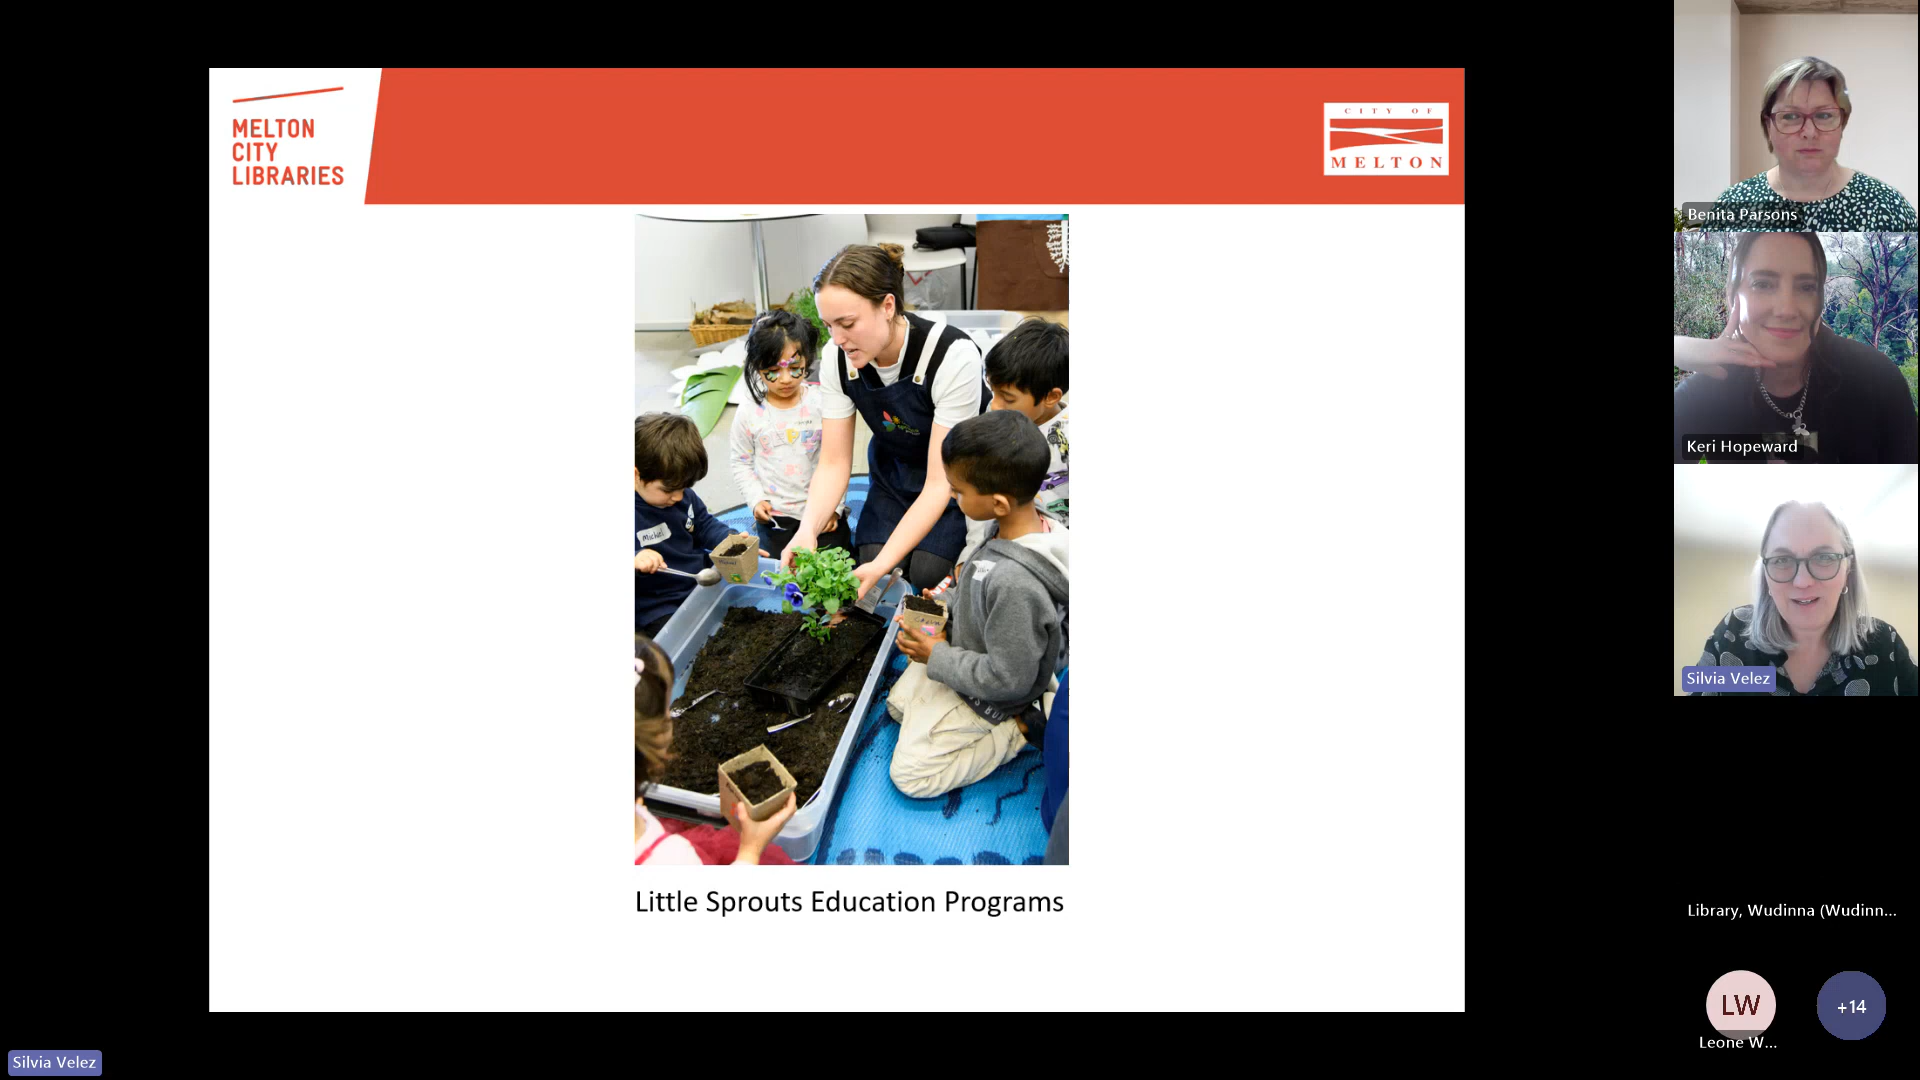 MELTON
CITY
LIBRARIES
CITY OF
MELTON
Little Sprouts Education Programs
Benita Parsons
Keri Hopeward
Silvia Velez
Library, Wudinna (Wudinn...
LW
+14
Leone W...
Silvia Velez